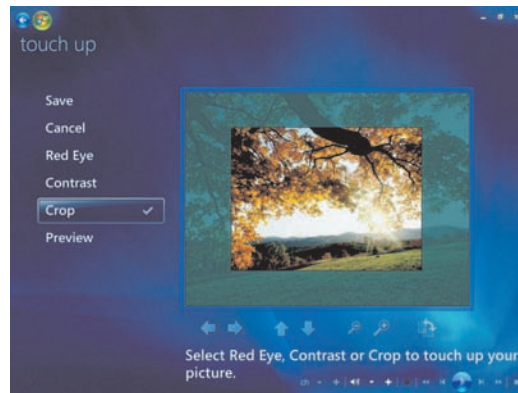 touch up
Save
Cancel
Red Eye
Contrast
Crop
Preview
Select Red Eye, Contrast or Crop to touch up your
picture.
ch - +